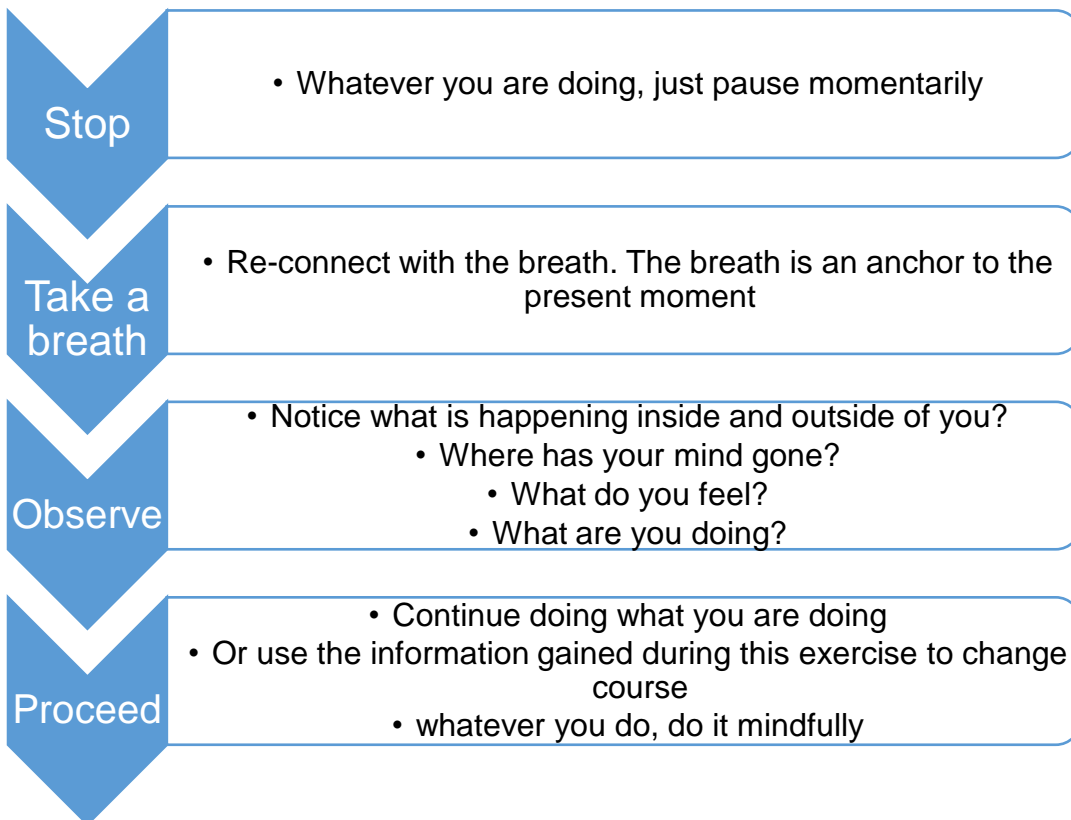 Stop
• Whatever you are doing, just pause momentarily
Take a
breath
• Re-connect with the breath. The breath is an anchor to the
present moment
Observe
• Notice what is happening inside and outside of you?
• Where has your mind gone?
• What do you feel?
• What are you doing?
Proceed
• Continue doing what you are doing
• Or use the information gained during this exercise to change
course
• whatever you do, do it mindfully